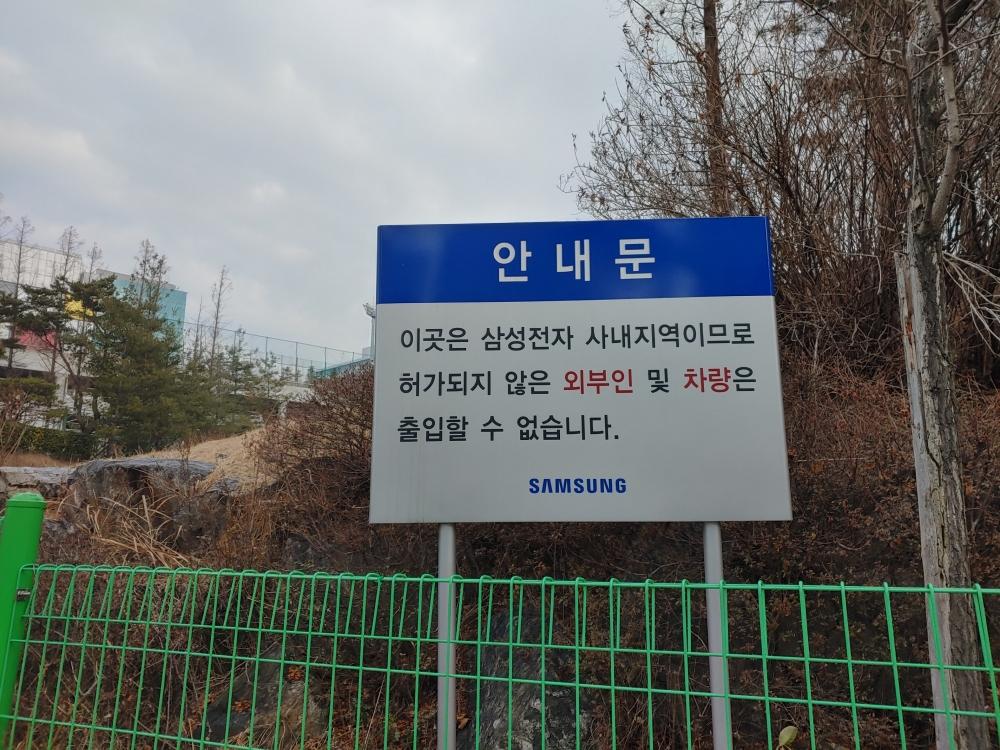 안내문
이곳은 삼성전자 사내지역이므로
허가되지 않은 외부인 및 차량은
출입할 수 없습니다.
SAMSUNG